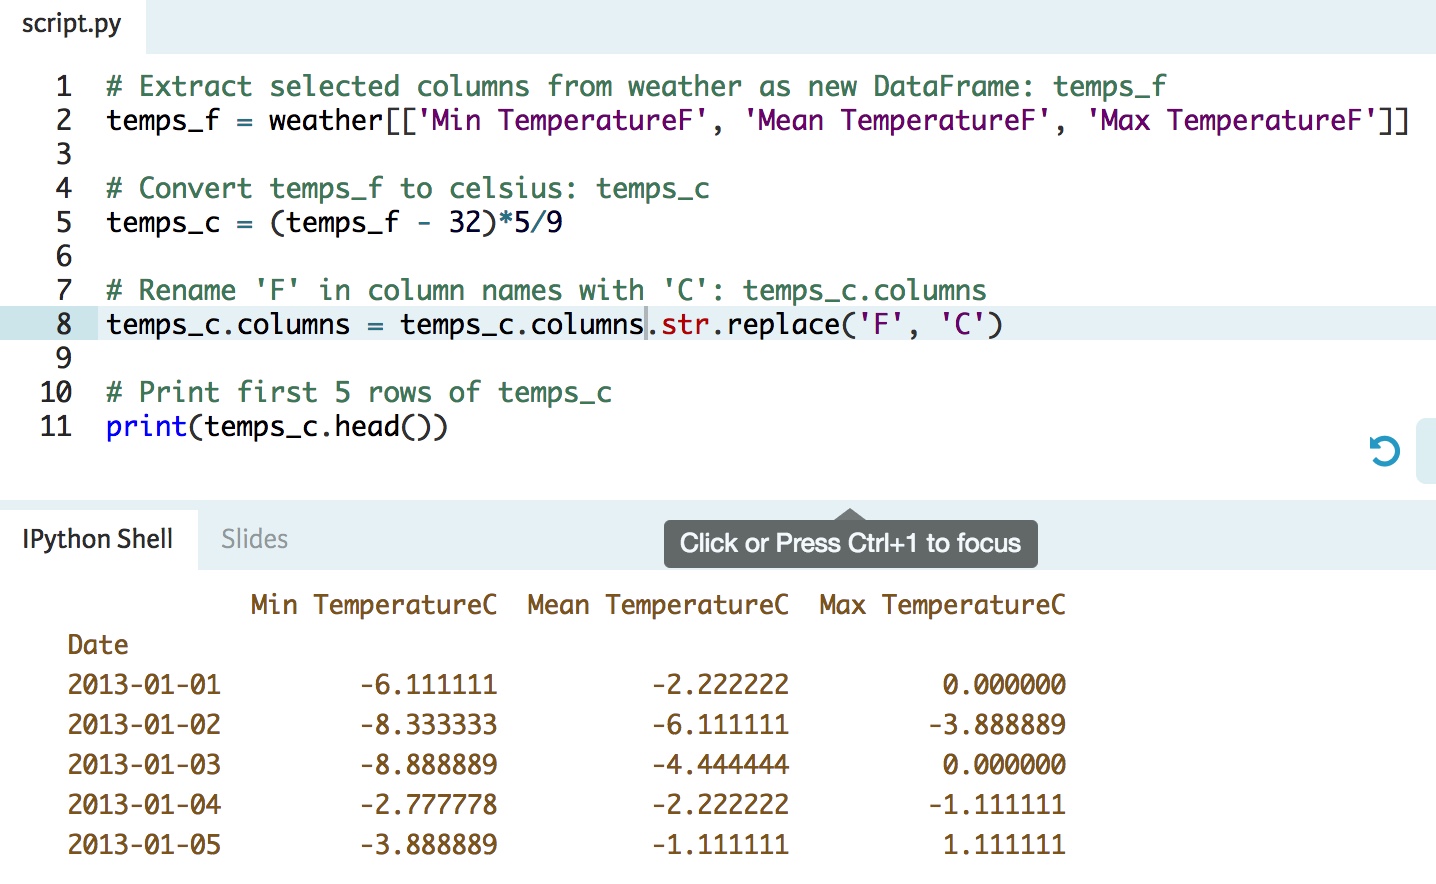 script.py
1 # Extract selected columns from weather as new DataFrame: temps_f
2 temps_f = weather[['Min TemperatureF', 'Mean TemperatureF', 'Max TemperatureF']]
3
4 # Convert temps_f to celsius: temps_c
5 temps_c = (temps_f - 32)*5/9
6
7 # Rename 'F' in column names with 'C': temps_c.columns
8 temps_c.columns = temps_c.columns.str.replace('F', 'C')
9
10 # Print first 5 rows of temps_c
11 print(temps_c.head())
IPython Shell Slides
Click or Press Ctrl+1 to focus
Min TemperatureC Mean TemperatureC Max TemperatureC
Date
2013-01-01 -6.111111 -2.222222 0.000000
2013-01-02 -8.333333 -6.111111 -3.888889
2013-01-03 -8.888889 -4.444444 0.000000
2013-01-04 -2.777778 -2.222222 -1.111111
2013-01-05 -3.888889 -1.111111 1.111111